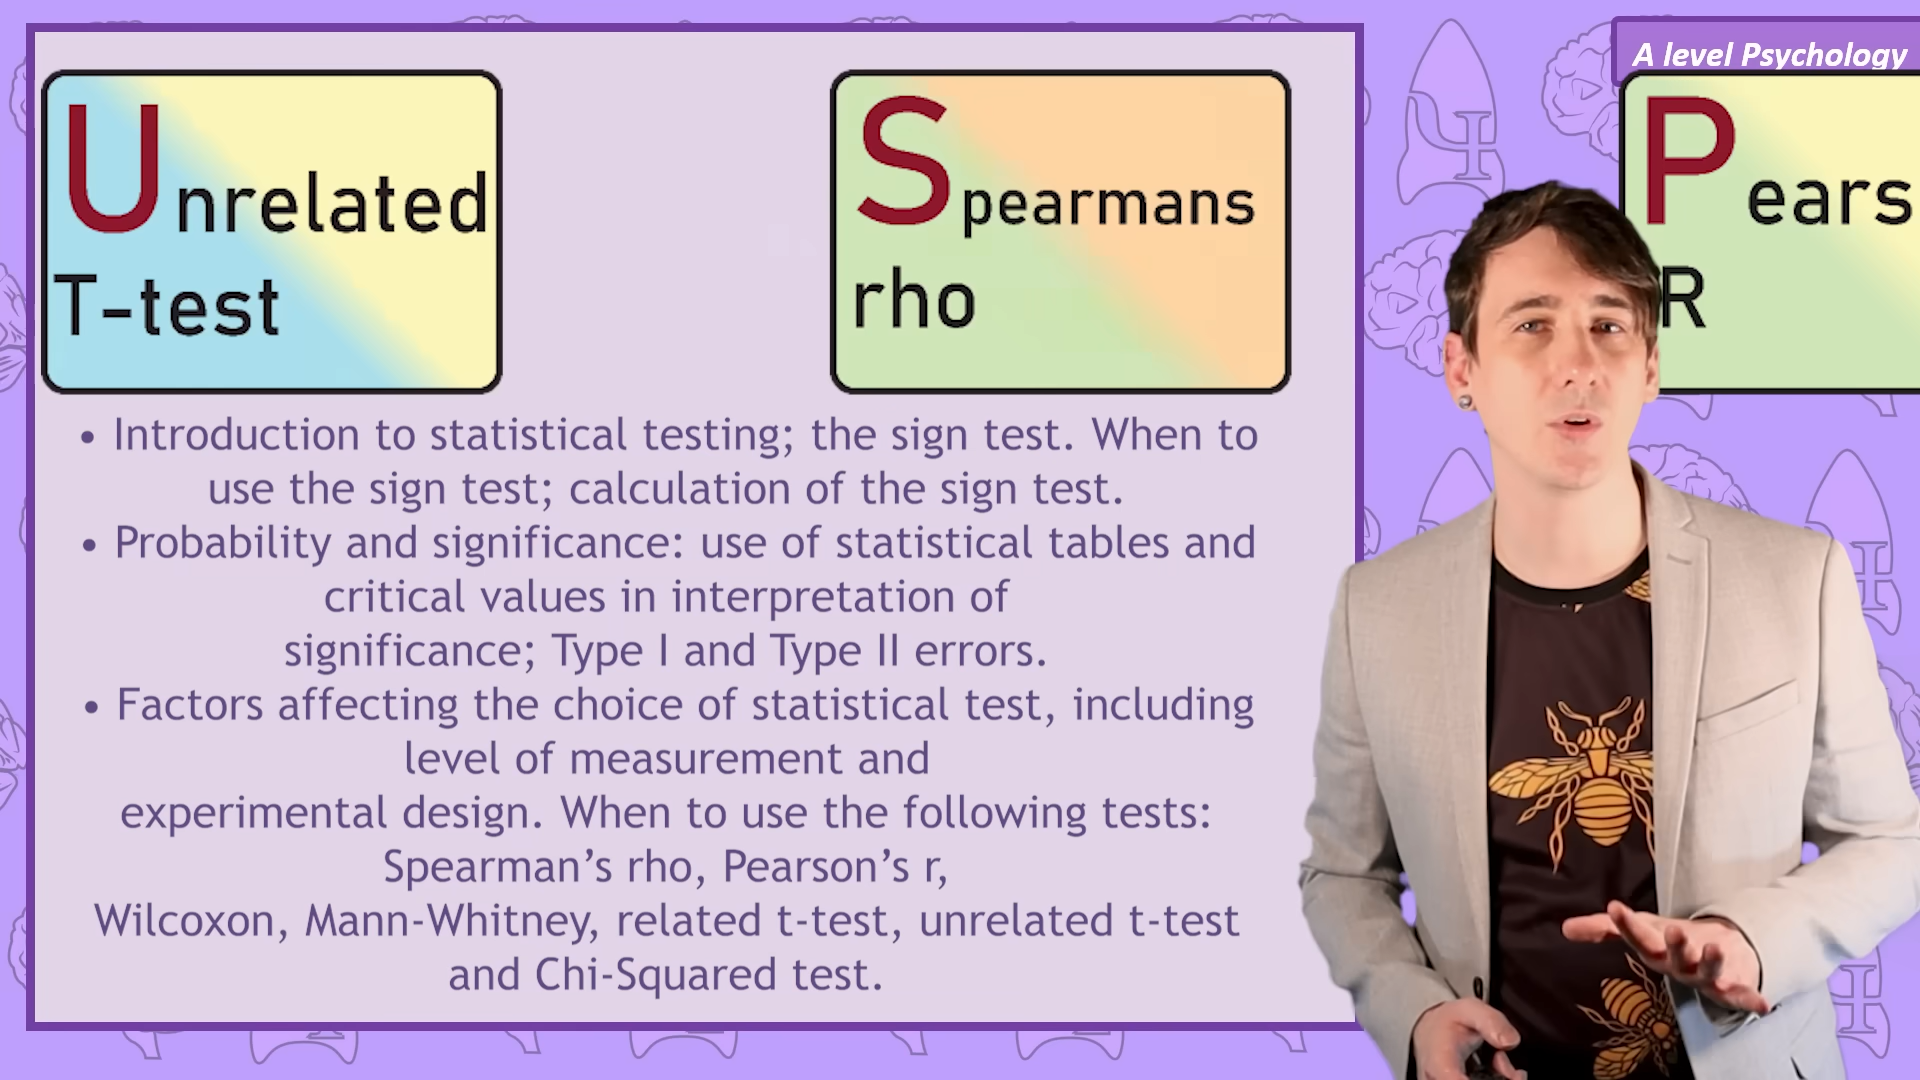 A level Psychology
Unrelated
T-test
Spearmans
rho
Pears
R
• Introduction to statistical testing; the sign test. When to
use the sign test; calculation of the sign test.
• Probability and significance: use of statistical tables and
critical values in interpretation of
significance; Type I and Type II errors.
• Factors affecting the choice of statistical test, including
level of measurement and
experimental design. When to use the following tests:
Spearman’s rho, Pearson’s r,
Wilcoxon, Mann-Whitney, related t-test, unrelated t-test
and Chi-Squared test.